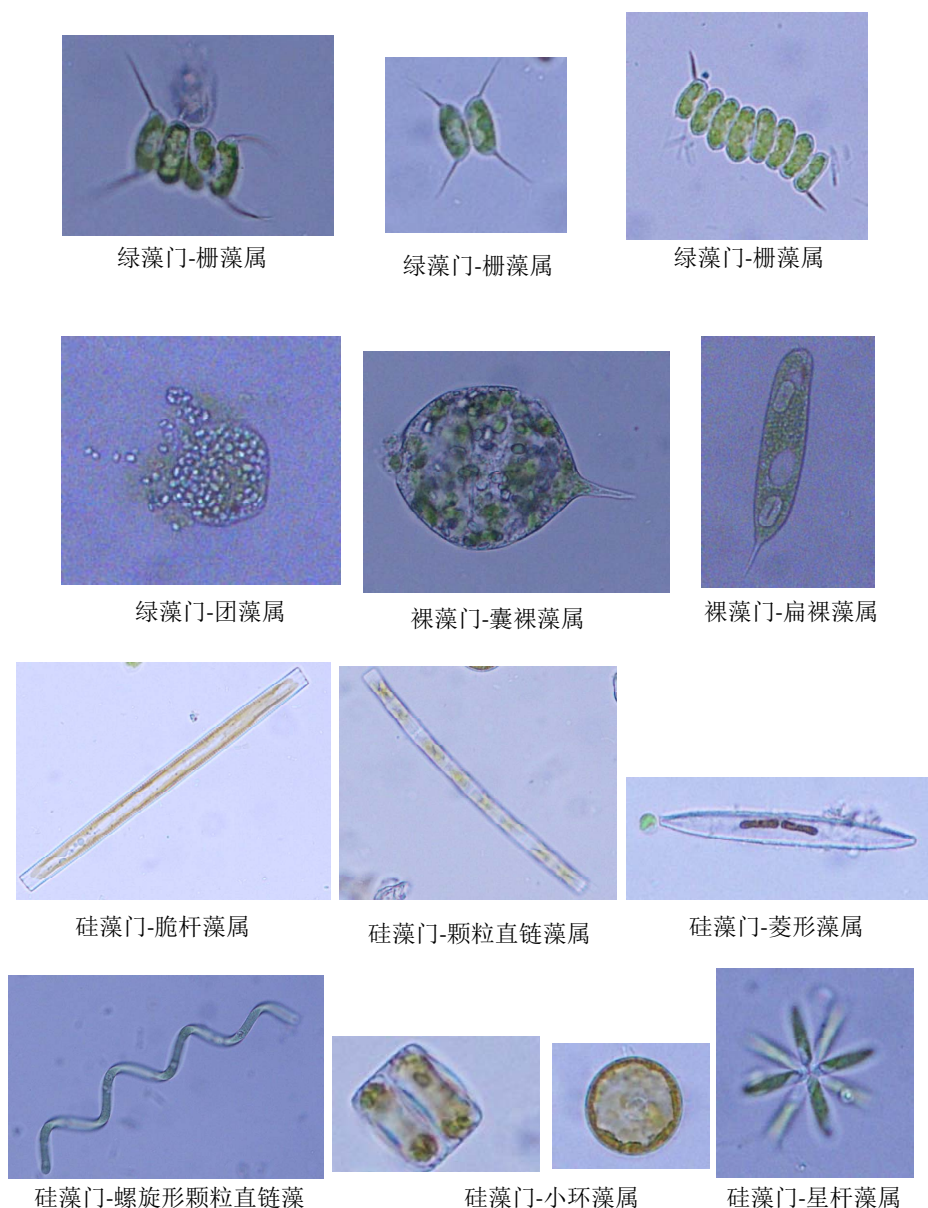 绿藻门-栅藻属
绿藻门-栅藻属
绿藻门-栅藻属
绿藻门-团藻属
裸藻门-囊裸藻属
裸藻门-扁裸藻属
硅藻门-脆杆藻属
硅藻门-颗粒直链藻属
硅藻门-菱形藻属
硅藻门-螺旋形颗粒直链藻
硅藻门-小环藻属
硅藻门-星杆藻属